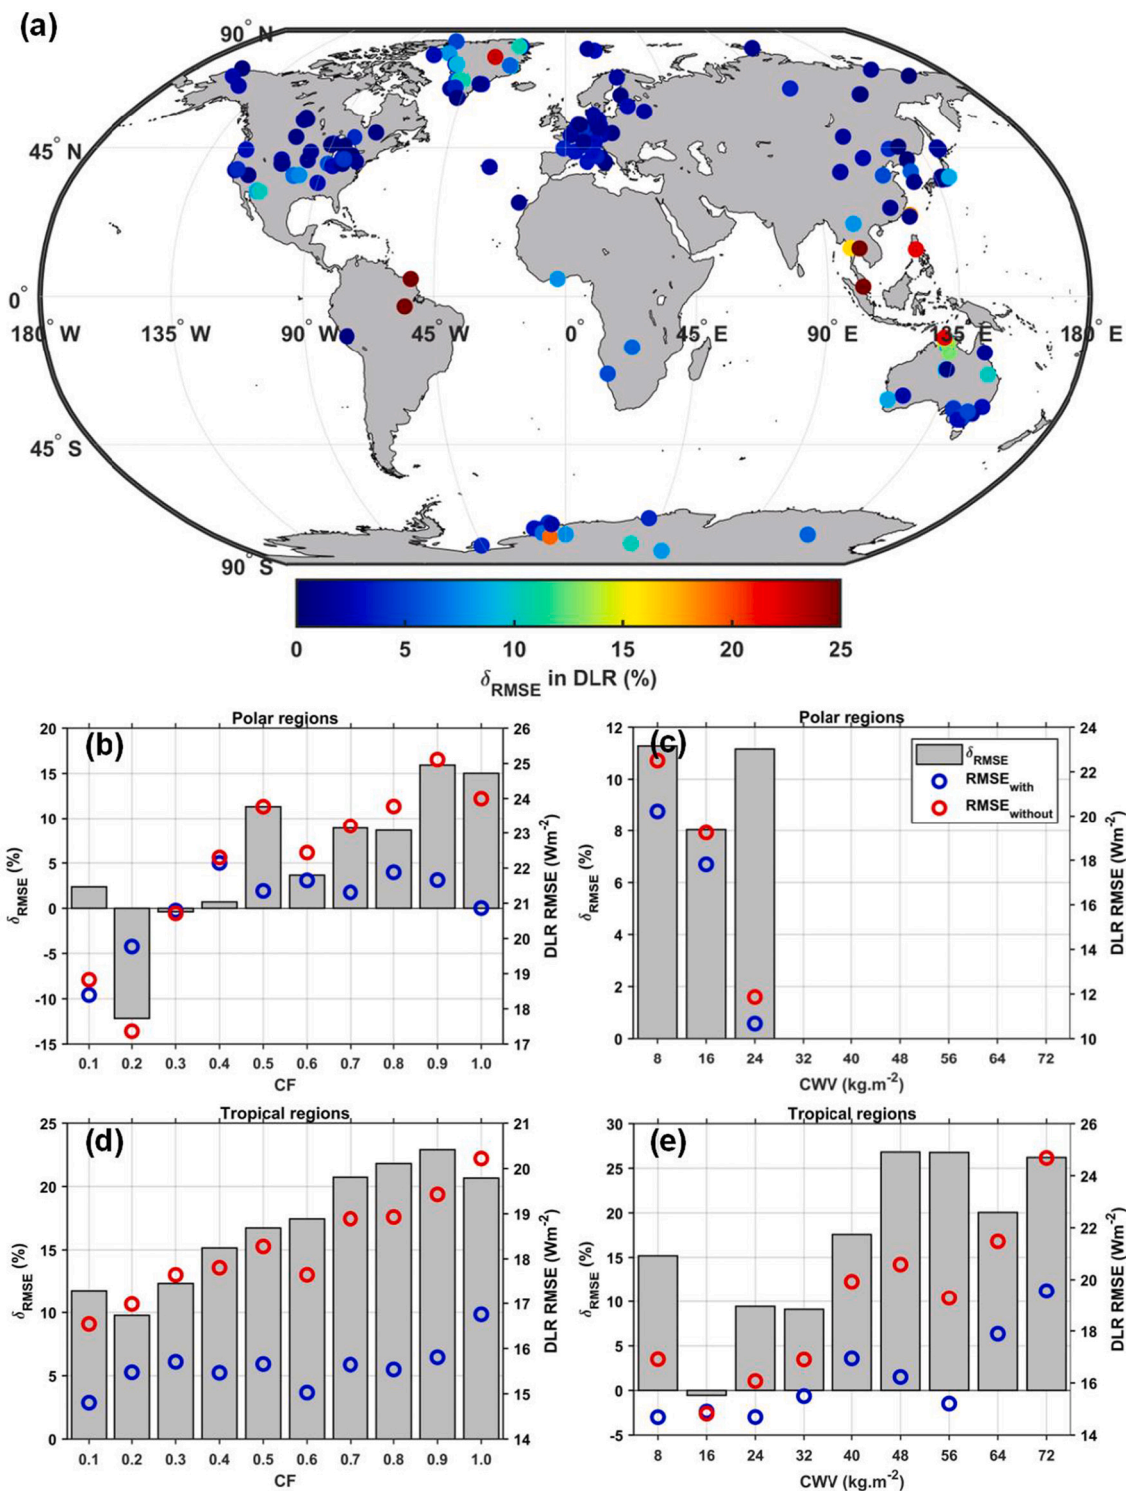 (a)
90° N
45° N
0°
180° W 135° W 90° W 45° W 0° 45° E 90° E 135° E 180° E
45° S
90° S
0 5 10 15 20 25
δRMSE in DLR (%)
Polar regions
(b)
20
15
10
5
0
-5
-10
-15
δRMSE (%)
26
25
24
23
22
21
20
19
18
17
DLR RMSE (Wm-2)
0.1 0.2 0.3 0.4 0.5 0.6 0.7 0.8 0.9 1.0
CF
Polar regions
(c)
12
10
8
6
4
2
0
δRMSE (%)
δRMSE
RMSEwith
RMSEwithout
24
22
20
18
16
14
12
10
DLR RMSE (Wm-2)
8 16 24 32 40 48 56 64 72
CWV (kg.m-2)
Tropical regions
(d)
25
20
15
10
5
0
δRMSE (%)
21
20
19
18
17
16
15
14
DLR RMSE (Wm-2)
0.1 0.2 0.3 0.4 0.5 0.6 0.7 0.8 0.9 1.0
CF
Tropical regions
(e)
30
25
20
15
10
5
0
-5
δRMSE (%)
26
24
22
20
18
16
14
DLR RMSE (Wm-2)
8 16 24 32 40 48 56 64 72
CWV (kg.m-2)